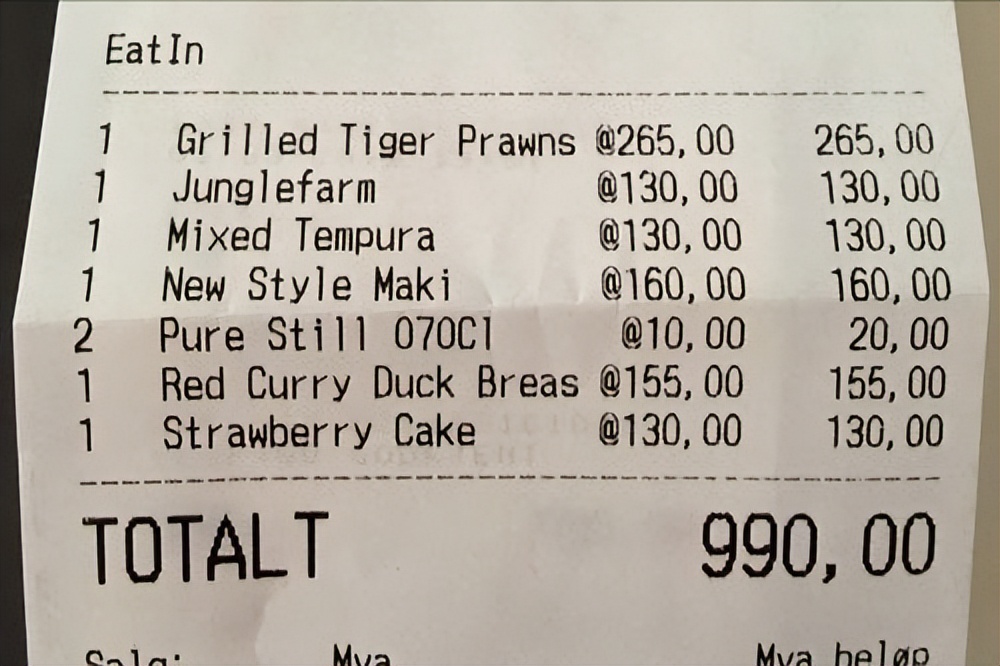 EatIn
1 Grilled Tiger Prawns @265,00 265,00
1 Junglefarm @130,00 130,00
1 Mixed Tempura @130,00 130,00
1 New Style Maki @160,00 160,00
2 Pure Still 070Cl @10,00 20,00
1 Red Curry Duck Breas @155,00 155,00
1 Strawberry Cake @130,00 130,00
TOTALT 990,00
Salg: Mva Mva beløp